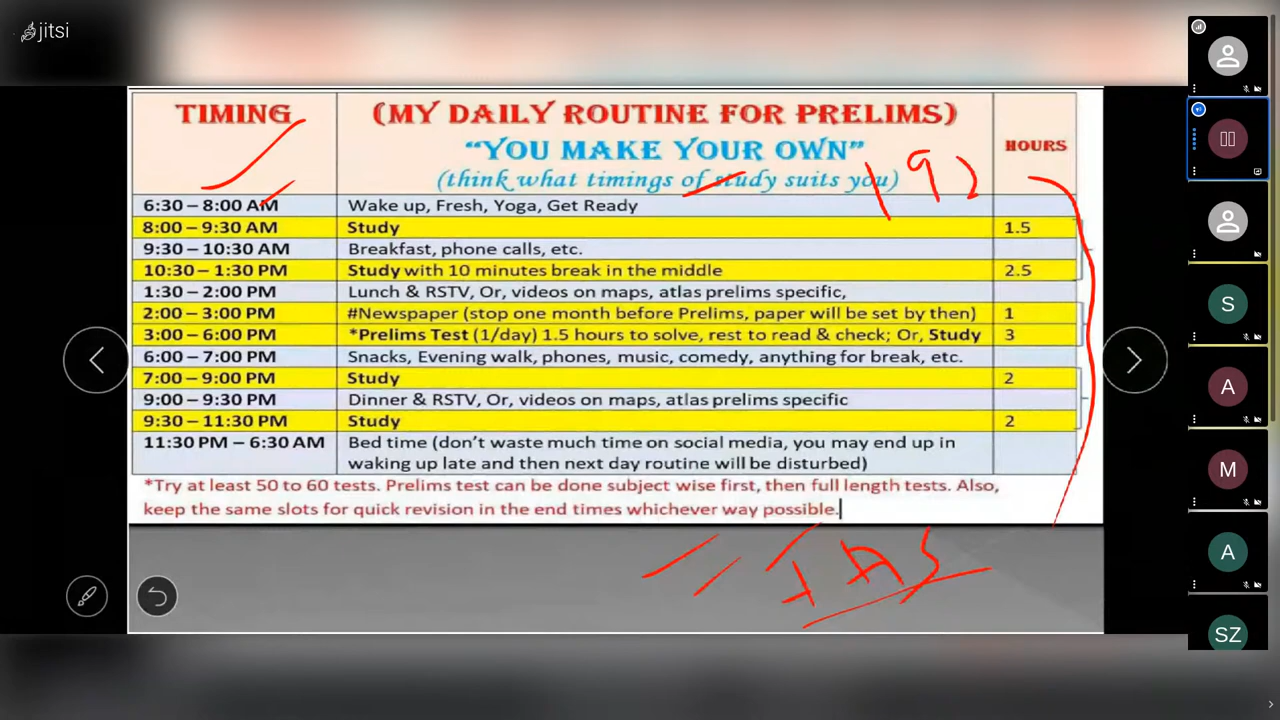 jitsi
TIMING
(MY DAILY ROUTINE FOR PRELIMS)
"YOU MAKE YOUR OWN"
(think what timings of study suits you)
HOURS
6:30 – 8:00 AM Wake up, Fresh, Yoga, Get Ready
8:00 – 9:30 AM Study 1.5
9:30 – 10:30 AM Breakfast, phone calls, etc.
10:30 – 1:30 PM Study with 10 minutes break in the middle 2.5
1:30 – 2:00 PM Lunch & RSTV, Or, videos on maps, atlas prelims specific,
2:00 – 3:00 PM #Newspaper (stop one month before Prelims, paper will be set by then) 1
3:00 – 6:00 PM *Prelims Test (1/day) 1.5 hours to solve, rest to read & check; Or, Study 3
6:00 – 7:00 PM Snacks, Evening walk, phones, music, comedy, anything for break, etc.
7:00 – 9:00 PM Study 2
9:00 – 9:30 PM Dinner & RSTV, Or, videos on maps, atlas prelims specific
9:30 – 11:30 PM Study 2
11:30 PM – 6:30 AM Bed time (don't waste much time on social media, you may end up in
waking up late and then next day routine will be disturbed)
*Try at least 50 to 60 tests. Prelims test can be done subject wise first, then full length tests. Also,
keep the same slots for quick revision in the end times whichever way possible.
= IAS
S
A
M
A
SZ